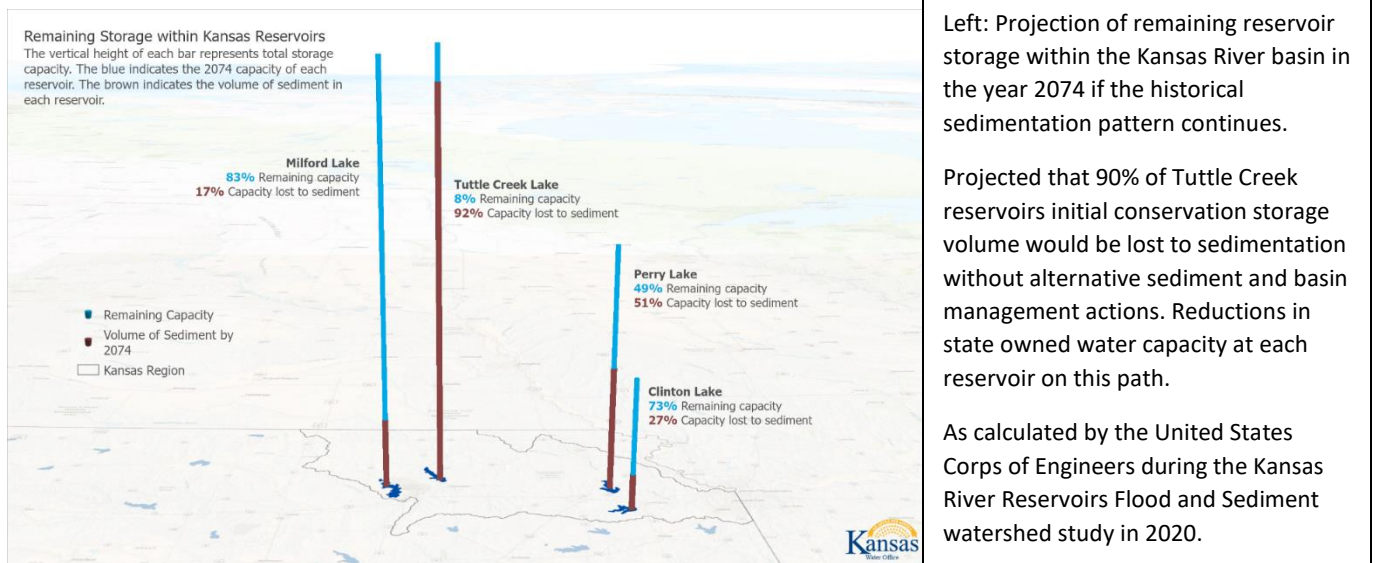 Remaining Storage within Kansas Reservoirs
The vertical height of each bar represents total storage
capacity. The blue indicates the 2074 capacity of each
reservoir. The brown indicates the volume of sediment in
each reservoir.
Milford Lake
83% Remaining capacity
17% Capacity lost to sediment
Tuttle Creek Lake
8% Remaining capacity
92% Capacity lost to sediment
Perry Lake
49% Remaining capacity
51% Capacity lost to sediment
Remaining Capacity
Volume of Sediment by
2074
Kansas Region
Clinton Lake
73% Remaining capacity
27% Capacity lost to sediment
Kansas
Water Office
Left: Projection of remaining reservoir
storage within the Kansas River basin in
the year 2074 if the historical
sedimentation pattern continues.
Projected that 90% of Tuttle Creek
reservoirs initial conservation storage
volume would be lost to sedimentation
without alternative sediment and basin
management actions. Reductions in
state owned water capacity at each
reservoir on this path.
As calculated by the United States
Corps of Engineers during the Kansas
River Reservoirs Flood and Sediment
watershed study in 2020.